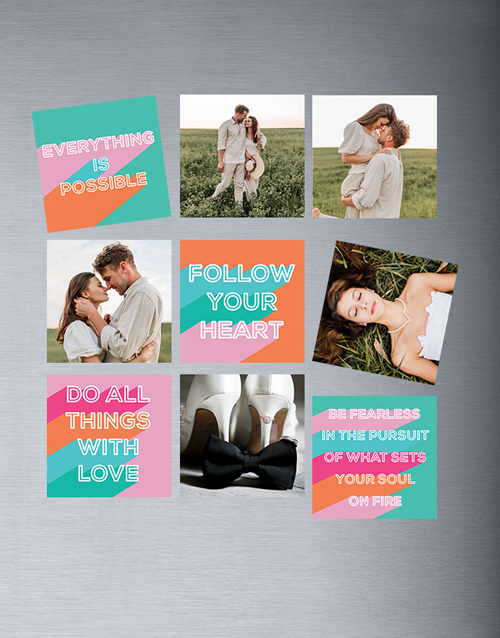 EVERYTHING
IS
POSSIBLE
FOLLOW
YOUR
HEART
DO ALL
THINGS
WITH
LOVE
BE FEARLESS
IN THE PURSUIT
OF WHAT SETS
YOUR SOUL
ON FIRE